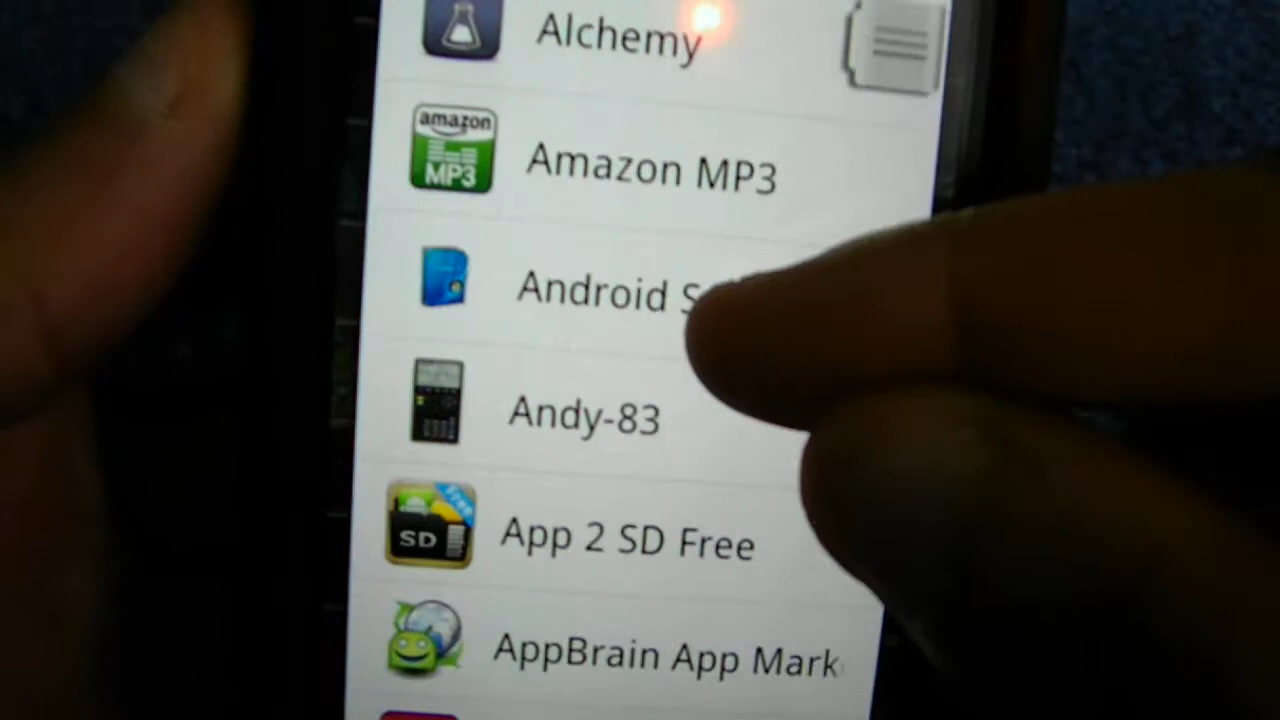 Alchemy
amazon
MP3
Amazon MP3
Android
Andy-83
SD
App 2 SD Free
AppBrain App Mark